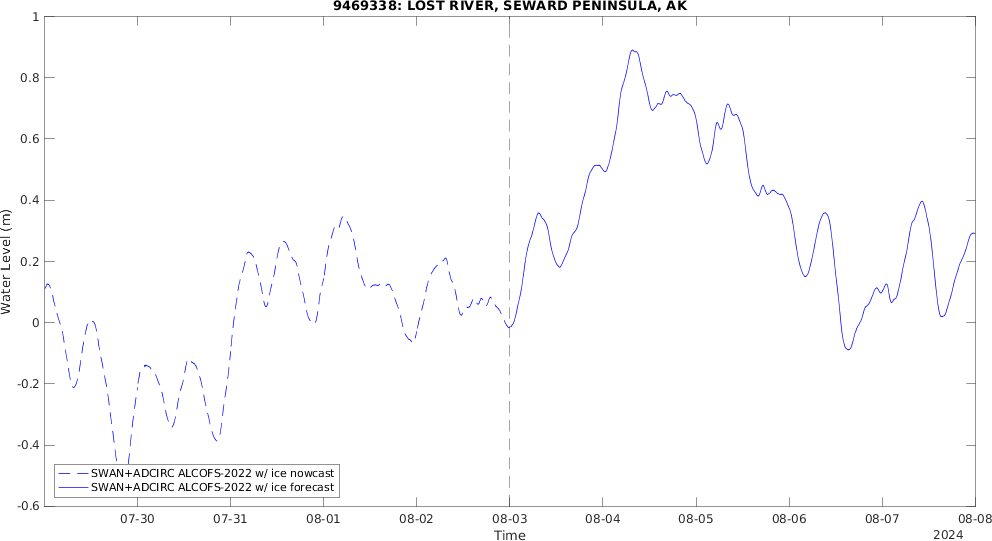 9469338: LOST RIVER, SEWARD PENINSULA, AK
1
0.8
0.6
0.4
0.2
0
-0.2
-0.4
-0.6
Water Level (m)
SWAN+ADCIRC ALCOFS-2022 w/ ice nowcast
SWAN+ADCIRC ALCOFS-2022 w/ ice forecast
07-30 07-31 08-01 08-02 08-03 08-04 08-05 08-06 08-07 08-08
Time
2024